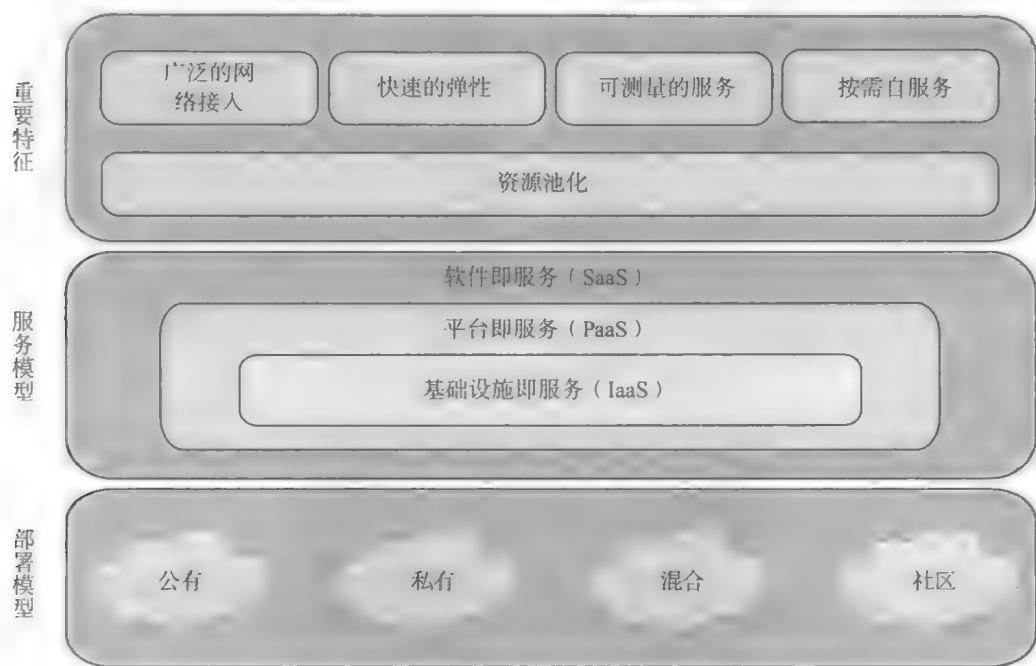 重要特征
广泛的网
络接入
快速的弹性
可测量的服务
按需自服务
资源池化
服务模型
软件即服务（SaaS）
平台即服务（PaaS）
基础设施即服务（IaaS）
部署模型
公有
私有
混合
社区